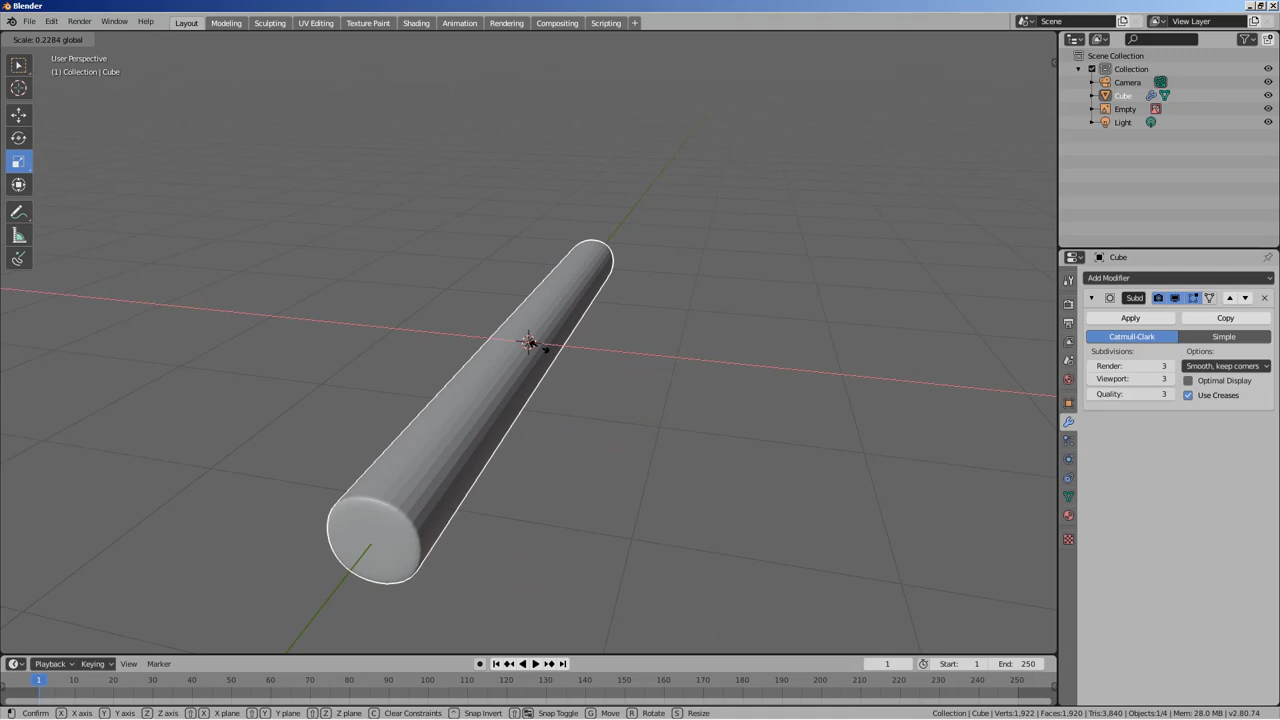 Blender
File Edit Render Window Help Layout Modeling Sculpting UV Editing Texture Paint Shading Animation Rendering Compositing Scripting + Scene View Layer
Scale: 0.2284 global
User Perspective
(1) Collection | Cube
Scene Collection
Collection
Camera
Cube
Empty
Light
Cube
Add Modifier
Subd
Apply Copy
Catmull-Clark Simple
Subdivisions: Options:
Render: 3 Smooth, keep corners
Viewport: 3 Optimal Display
Quality: 3 Use Creases
Playback Keying View Marker 1 Start: 1 End: 250
1 10 20 30 40 50 60 70 80 90 100 110 120 130 140 150 160 170 180 190 200 210 220 230 240 250
Confirm X X axis Y Y axis Z Z axis X X plane Y Y plane Z Z plane C Clear Constraints Snap Invert Snap Toggle G Move R Rotate S Resize Collection | Cube | Verts:1,922 | Faces:1,920 | Tris:3,840 | Objects:1/4 | Mem: 28.0 MB | v2.80.74